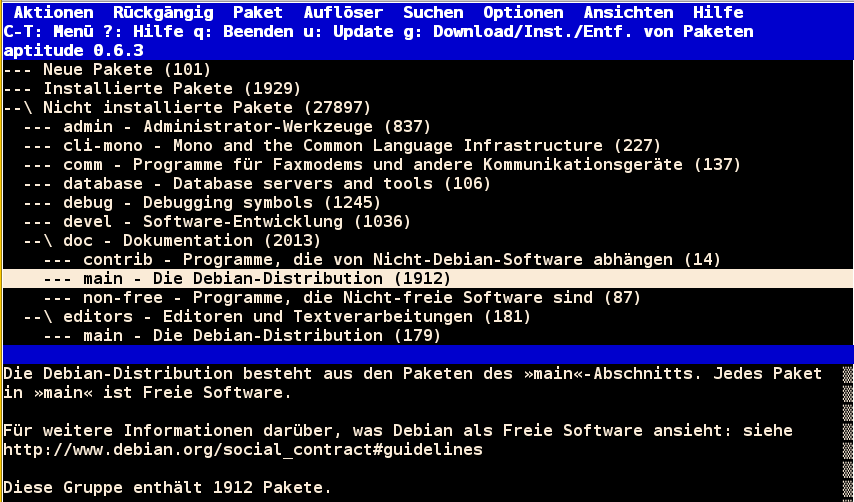 Aktionen  Rückgängig  Paket  Auflöser  Suchen  Optionen  Ansichten  Hilfe
C-T: Menü ?: Hilfe q: Beenden u: Update g: Download/Inst./Entf. von Paketen
aptitude 0.6.3
--- Neue Pakete (101)
--- Installierte Pakete (1929)
--\ Nicht installierte Pakete (27897)
  --- admin - Administrator-Werkzeuge (837)
  --- cli-mono - Mono and the Common Language Infrastructure (227)
  --- comm - Programme für Faxmodems und andere Kommunikationsgeräte (137)
  --- database - Database servers and tools (106)
  --- debug - Debugging symbols (1245)
  --- devel - Software-Entwicklung (1036)
  --\ doc - Dokumentation (2013)
    --- contrib - Programme, die von Nicht-Debian-Software abhängen (14)
    --- main - Die Debian-Distribution (1912)
    --- non-free - Programme, die Nicht-freie Software sind (87)
  --\ editors - Editoren und Textverarbeitungen (181)
    --- main - Die Debian-Distribution (179)
Die Debian-Distribution besteht aus den Paketen des »main«-Abschnitts. Jedes Paket
in »main« ist Freie Software.
Für weitere Informationen darüber, was Debian als Freie Software ansieht: siehe
http://www.debian.org/social_contract#guidelines
Diese Gruppe enthält 1912 Pakete.